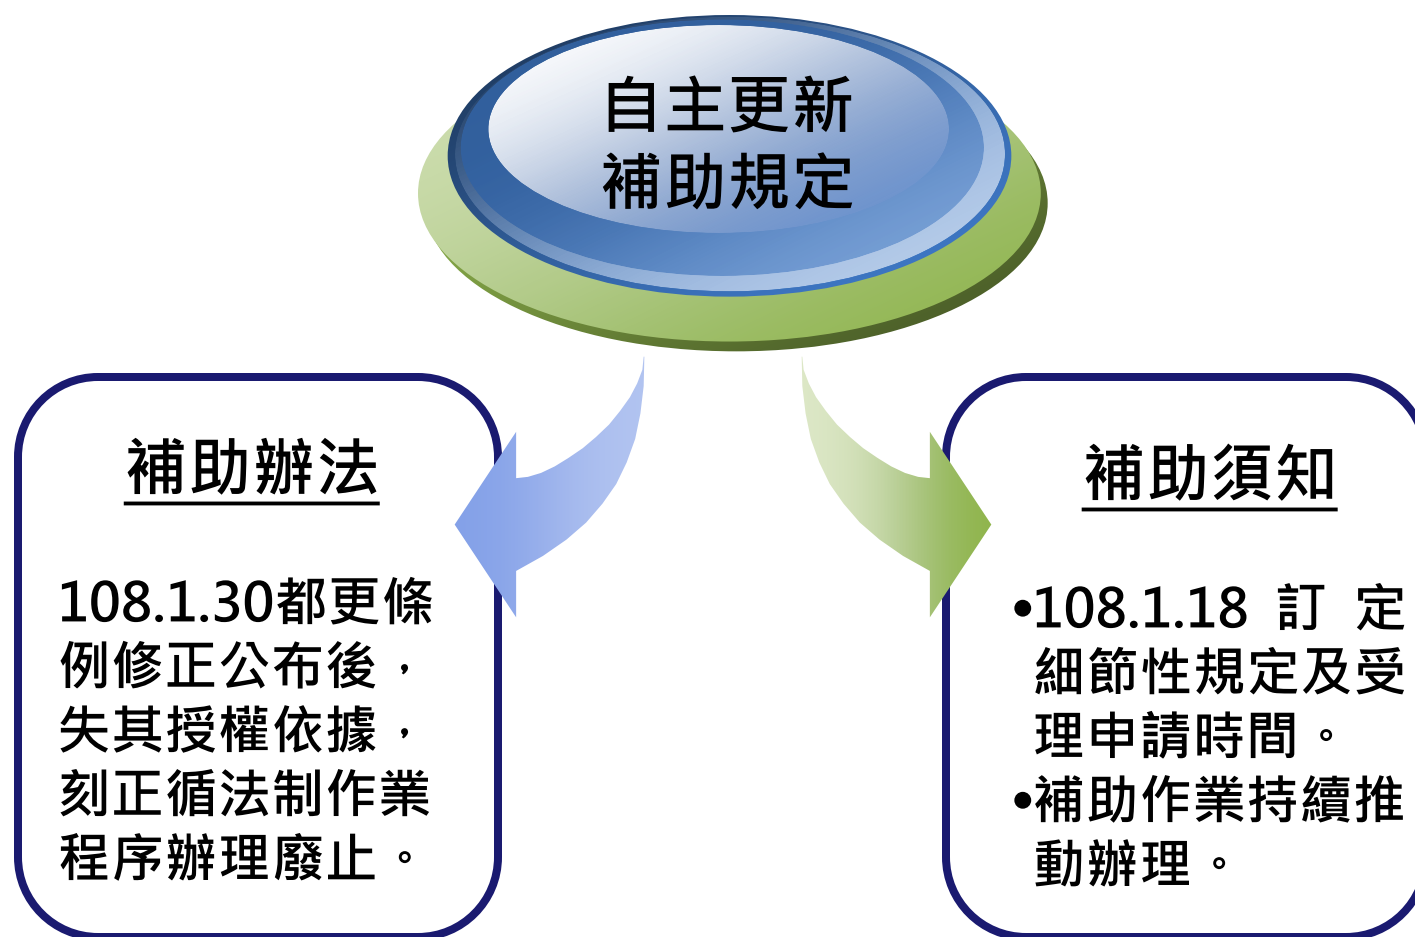 自主更新
補助規定
補助辦法
108.1.30都更條
例修正公布後，
失其授權依據，
刻正循法制作業
程序辦理廢止。
補助須知
•108.1.18 訂 定
細節性規定及受
理申請時間。
•補助作業持續推
動辦理。